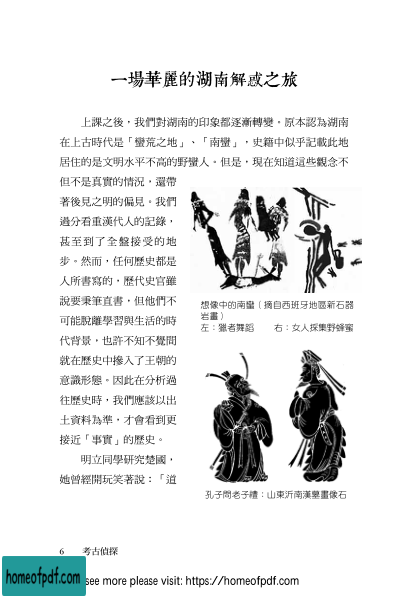 一場華麗的湖南解惑之旅
上課之後，我們對湖南的印象都逐漸轉變。原本認為湖南
在上古時代是「蠻荒之地」、「南蠻」，史籍中似乎記載此地
居住的是文明水平不高的野蠻人。但是，現在知道這些觀念不
但不是真實的情況，還帶
著後見之明的偏見。我們
過分看重漢代人的記錄，
甚至到了全盤接受的地
步。然而，任何歷史都是
人所書寫的，歷代史官雖
說要秉筆直書，但他們不
可能脫離學習與生活的時
代背景，也許不知不覺間
就在歷史中摻入了王朝的
意識形態。因此在分析過
往歷史時，我們應該以出
土資料為準，才會看到更
接近「事實」的歷史。
明立同學研究楚國，
她曾經開玩笑著說：「道
想像中的南蠻（摘自西班牙地區新石器
岩畫）
左：獵者舞蹈　右：女人採集野蜂蜜
孔子問老子禮：山東沂南漢墓畫像石
6　考古偵探
homeofpdf.com
see more please visit: https://homeofpdf.com